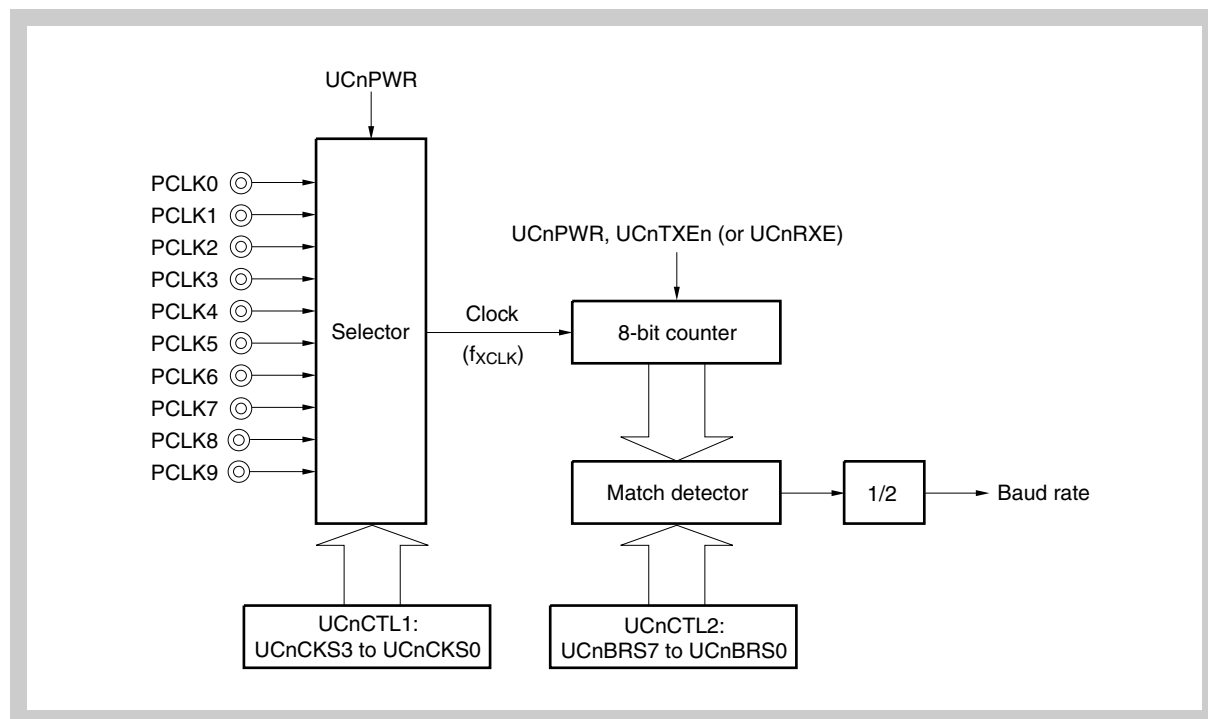 UCnPWR
PCLK0
PCLK1
PCLK2
PCLK3
PCLK4
PCLK5
PCLK6
PCLK7
PCLK8
PCLK9
Selector
Clock
(fXCLK)
UCnPWR, UCnTXEn (or UCnRXE)
8-bit counter
Match detector
1/2
Baud rate
UCnCTL1:
UCnCKS3 to UCnCKS0
UCnCTL2:
UCnBRS7 to UCnBRS0